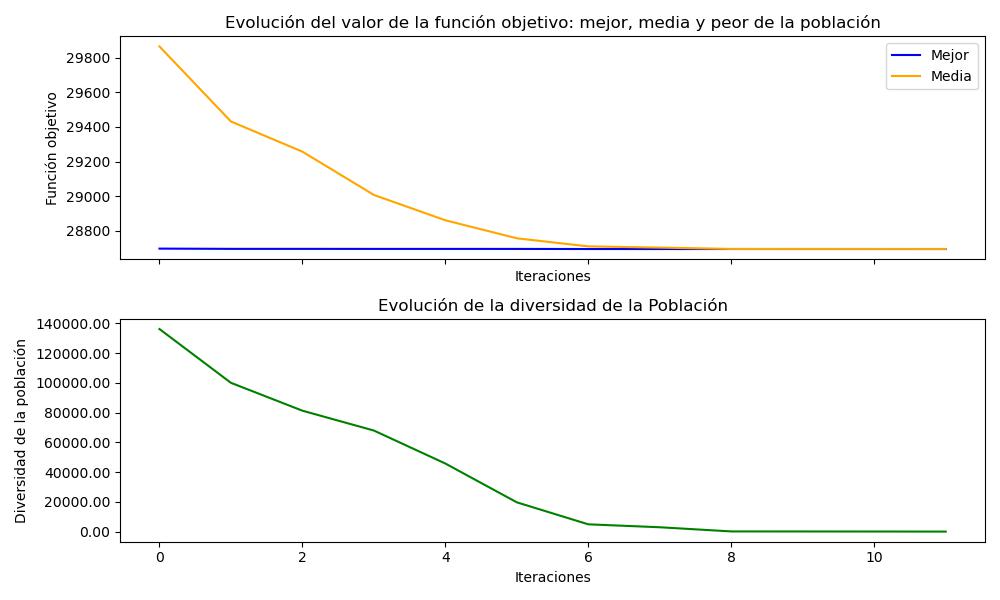 Evolución del valor de la función objetivo: mejor, media y peor de la población
Mejor
Media
29800
29600
29400
29200
29000
28800
Función objetivo
Iteraciones
Evolución de la diversidad de la Población
140000.00
120000.00
100000.00
80000.00
60000.00
40000.00
20000.00
0.00
Diversidad de la población
0 2 4 6 8 10
Iteraciones